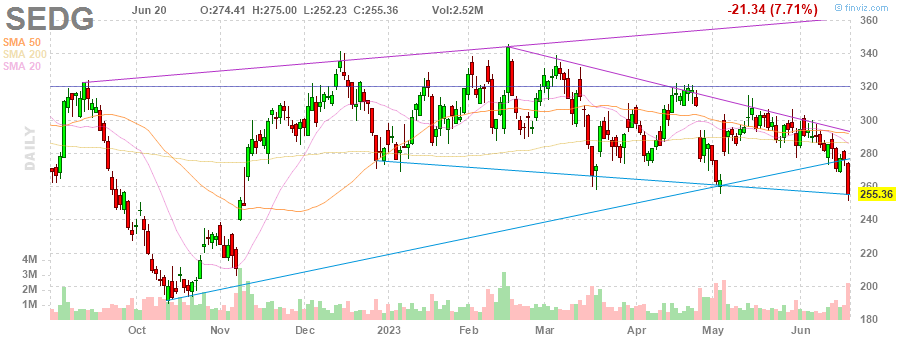 SEDG Jun 20 O:274.41 H:275.00 L:252.23 C:255.36 Vol:2.52M -21.34 (7.71%) © finviz.com
SMA 50
SMA 200
SMA 20
DAILY
360
340
320
300
280
260
255.36
240
220
200
180
4M
3M
2M
1M
Oct Nov Dec 2023 Feb Mar Apr May Jun